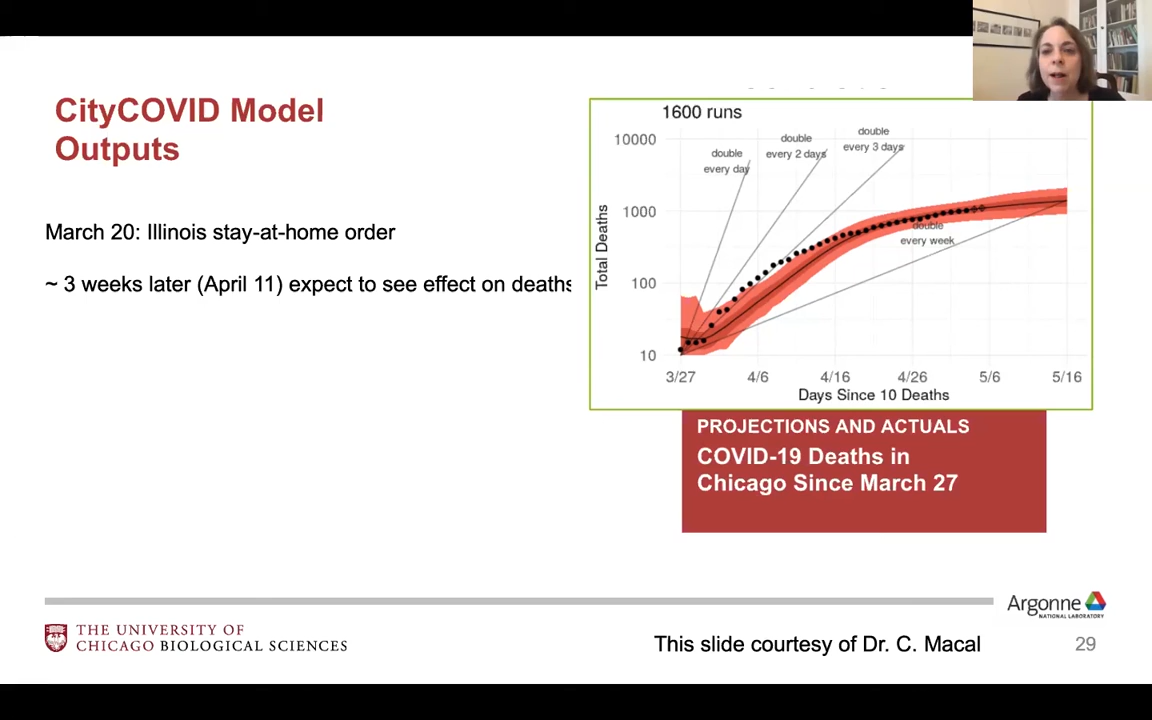 CityCOVID Model
Outputs
March 20: Illinois stay-at-home order
~ 3 weeks later (April 11) expect to see effect on deaths
1600 runs
10000
1000
100
10
Total Deaths
double
every day
double
every 2 days
double
every 3 days
double
every week
3/27
4/6
4/16
4/26
5/6
5/16
Days Since 10 Deaths
PROJECTIONS AND ACTUALS
COVID-19 Deaths in
Chicago Since March 27
THE UNIVERSITY OF
CHICAGO BIOLOGICAL SCIENCES
This slide courtesy of Dr. C. Macal
Argonne
NATIONAL LABORATORY
29